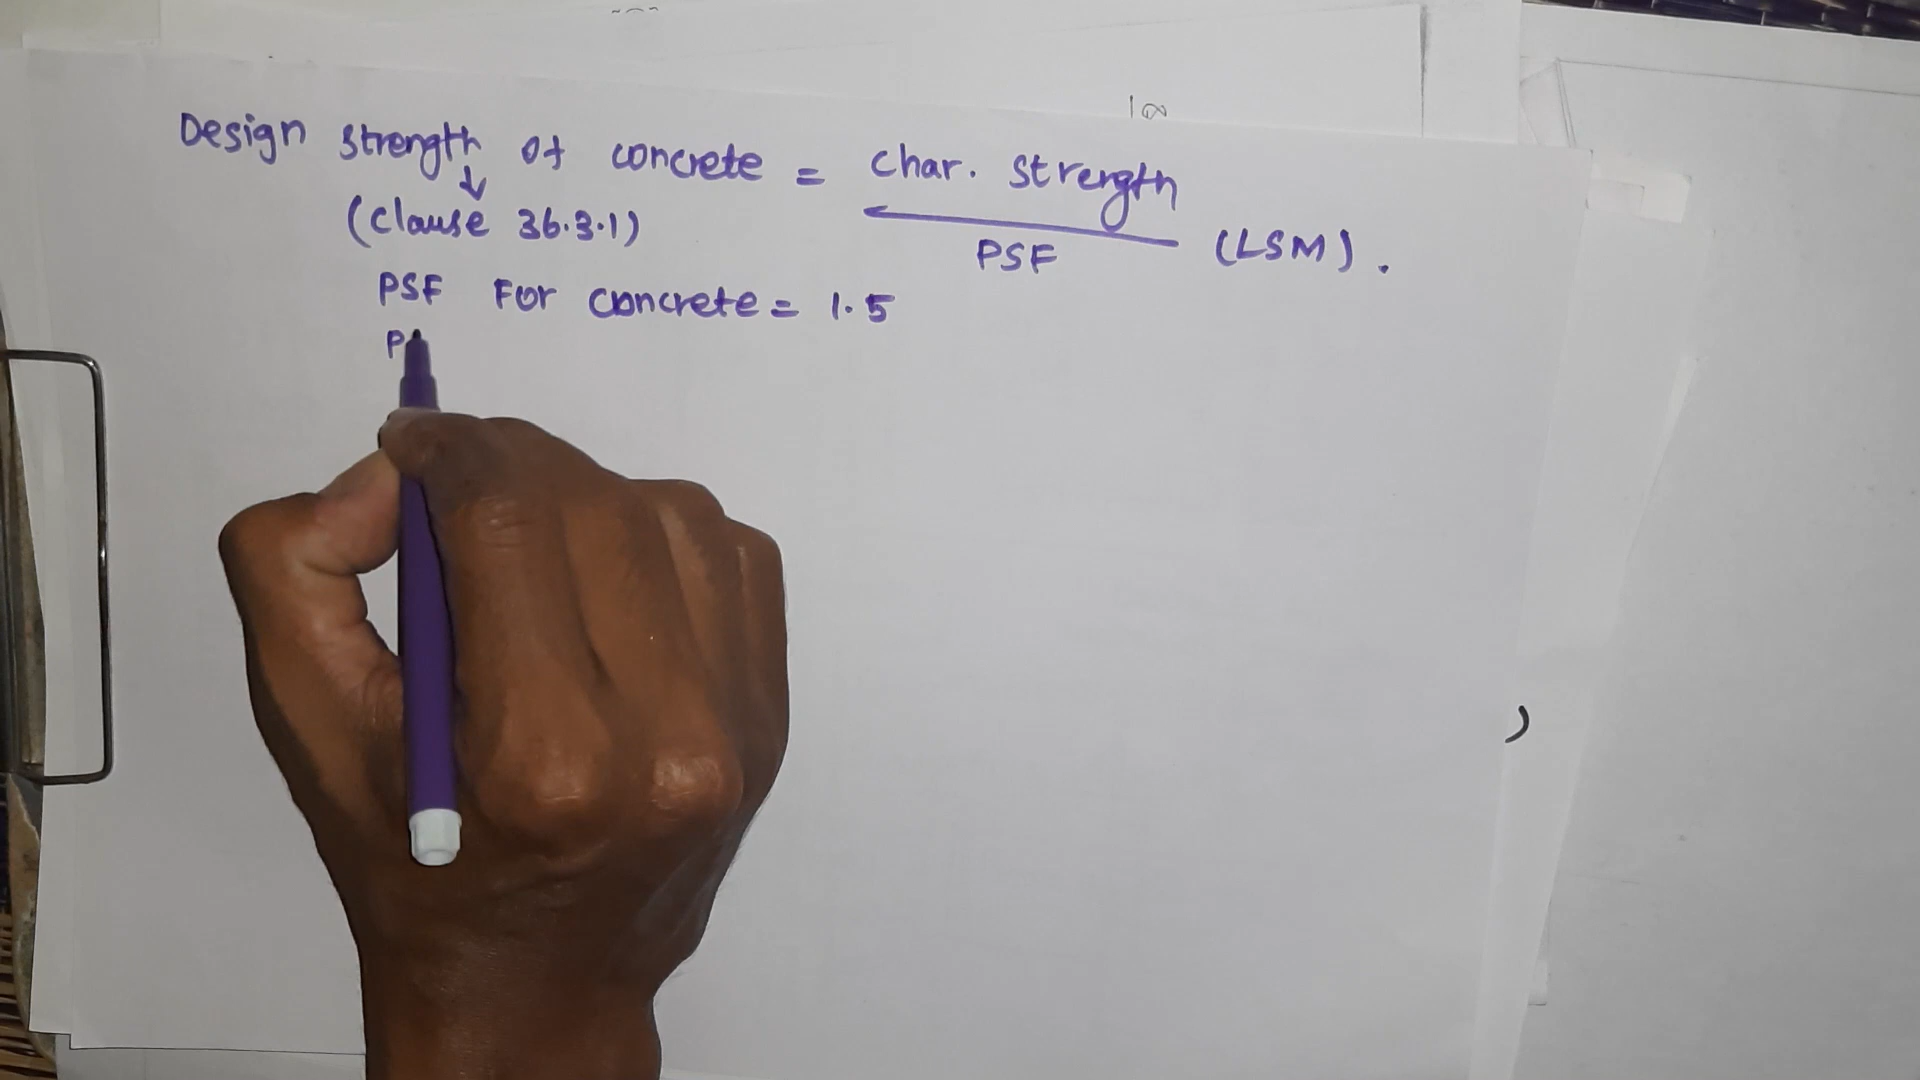 Design strength of concrete = char. strength
PSF (LSM).
↓
(clause 36.3.1)
PSF For concrete = 1.5
P